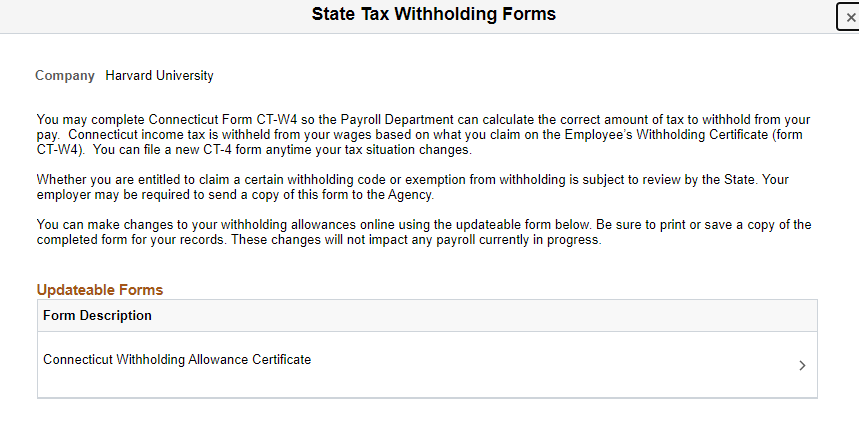 State Tax Withholding Forms
×
Company Harvard University
You may complete Connecticut Form CT-W4 so the Payroll Department can calculate the correct amount of tax to withhold from your
pay.  Connecticut income tax is withheld from your wages based on what you claim on the Employee's Withholding Certificate (form
CT-W4).  You can file a new CT-4 form anytime your tax situation changes.
Whether you are entitled to claim a certain withholding code or exemption from withholding is subject to review by the State. Your
employer may be required to send a copy of this form to the Agency.
You can make changes to your withholding allowances online using the updateable form below. Be sure to print or save a copy of the
completed form for your records. These changes will not impact any payroll currently in progress.
Updateable Forms
Form Description
Connecticut Withholding Allowance Certificate